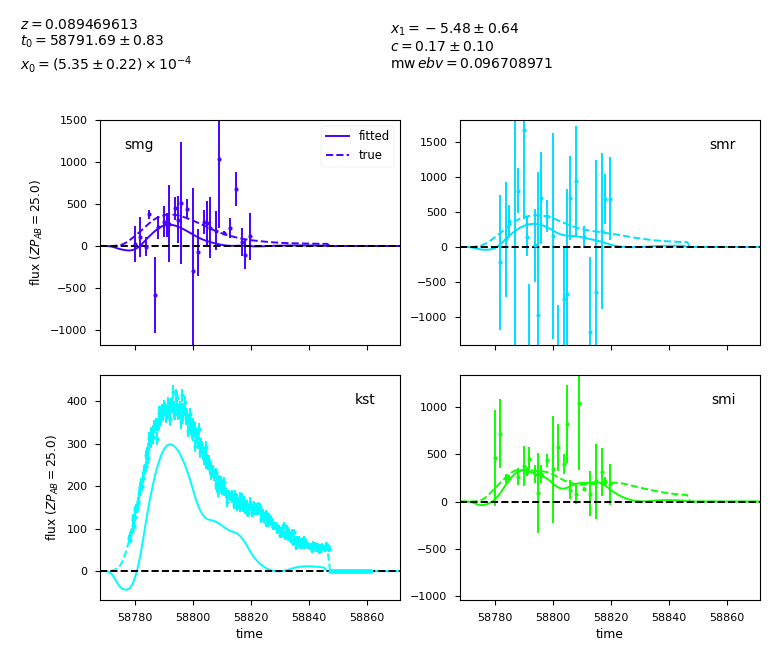 z = 0.089469613
t₀ = 58791.69 ± 0.83
x₀ = (5.35 ± 0.22) × 10⁻⁴
x₁ = −5.48 ± 0.64
c = 0.17 ± 0.10
mw ebv = 0.096708971
smg
fitted
true
1500
1000
500
0
−500
−1000
flux (ZP_AB = 25.0)
smr
1500
1000
500
0
−500
−1000
kst
400
300
200
100
0
flux (ZP_AB = 25.0)
58780 58800 58820 58840 58860
time
smi
1000
500
0
−500
−1000
58780 58800 58820 58840 58860
time